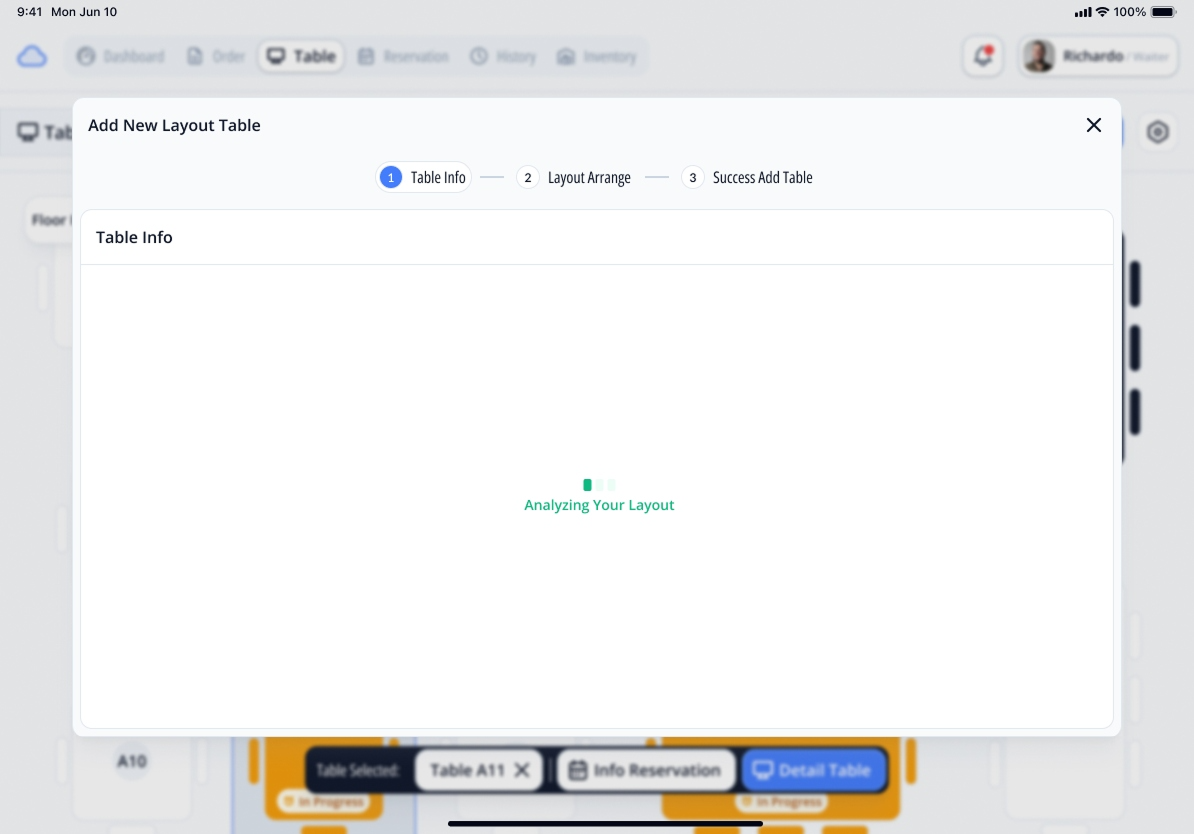 9:41 Mon Jun 10
100%
Dashboard
Order
Table
Reservation
History
Inventory
Richardo / Waiter
Tab
Add New Layout Table
1 Table Info
2 Layout Arrange
3 Success Add Table
Floor
Table Info
Analyzing Your Layout
A10
Table Selected:
Table A11
Info Reservation
Detail Table
In Progress
In Progress